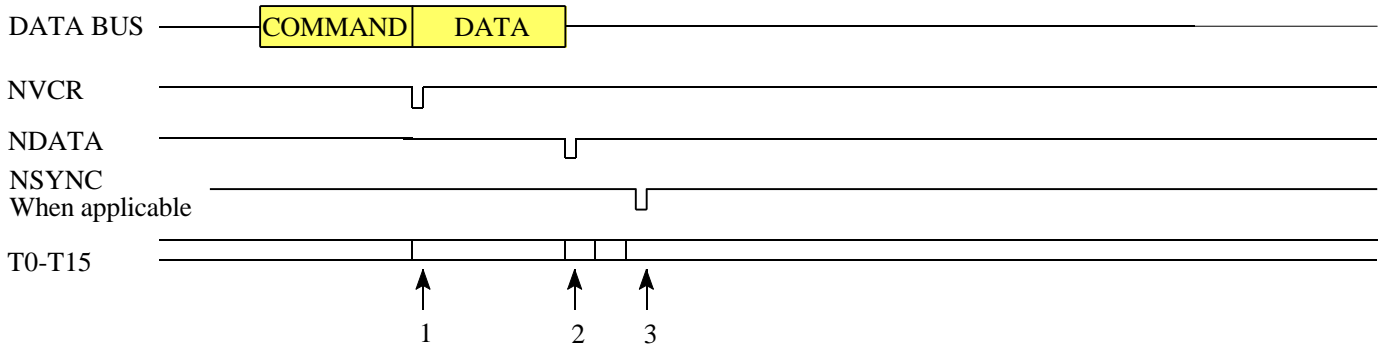 DATA BUS COMMAND DATA
NVCR
NDATA
NSYNC
When applicable
T0-T15
1 2 3